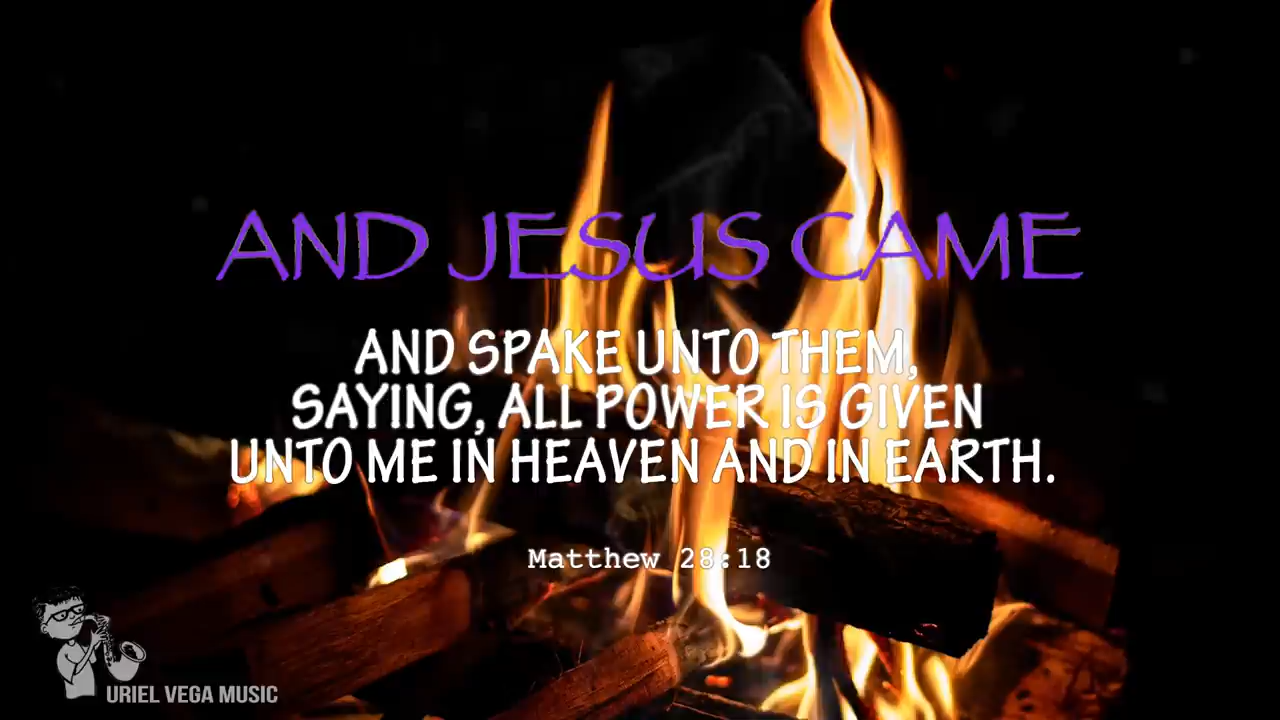 AND JESUS CAME
AND SPAKE UNTO THEM,
SAYING, ALL POWER IS GIVEN
UNTO ME IN HEAVEN AND IN EARTH.
Matthew 28:18
URIEL VEGA MUSIC